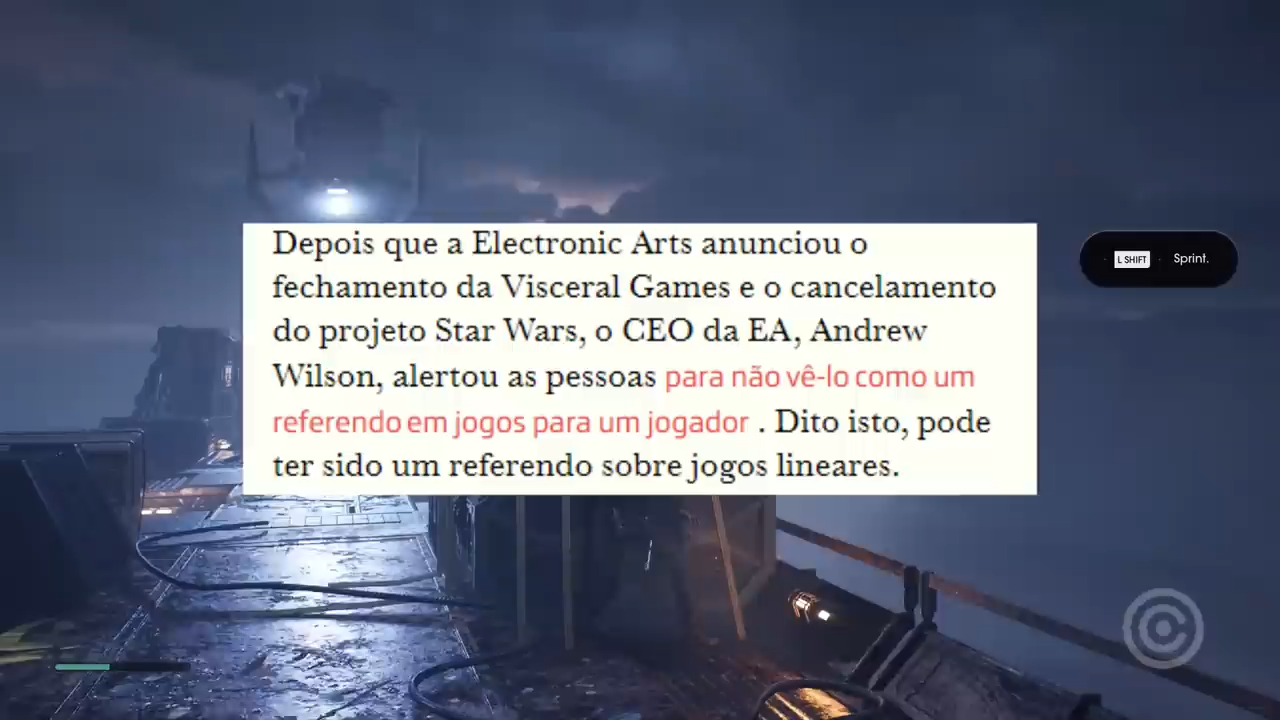 Depois que a Electronic Arts anunciou o
fechamento da Visceral Games e o cancelamento
do projeto Star Wars, o CEO da EA, Andrew
Wilson, alertou as pessoas para não vê-lo como um
referendo em jogos para um jogador . Dito isto, pode
ter sido um referendo sobre jogos lineares.
L SHIFT Sprint.